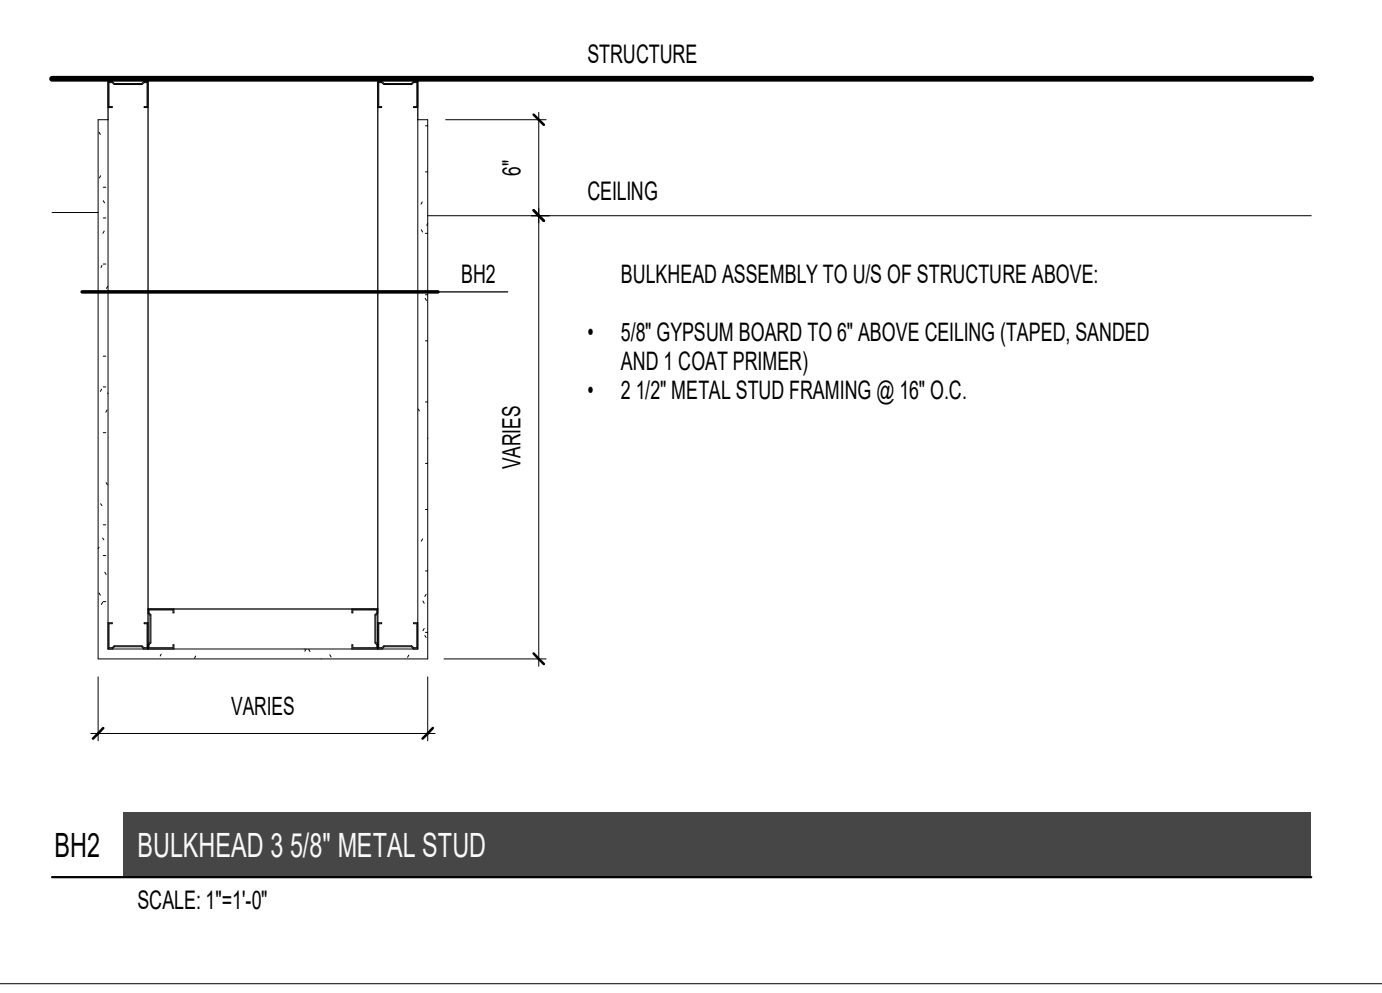 STRUCTURE
6"
CEILING
BH2
BULKHEAD ASSEMBLY TO U/S OF STRUCTURE ABOVE:
• 5/8" GYPSUM BOARD TO 6" ABOVE CEILING (TAPED, SANDED
AND 1 COAT PRIMER)
• 2 1/2" METAL STUD FRAMING @ 16" O.C.
VARIES
VARIES
BH2 BULKHEAD 3 5/8" METAL STUD
SCALE: 1"=1'-0"